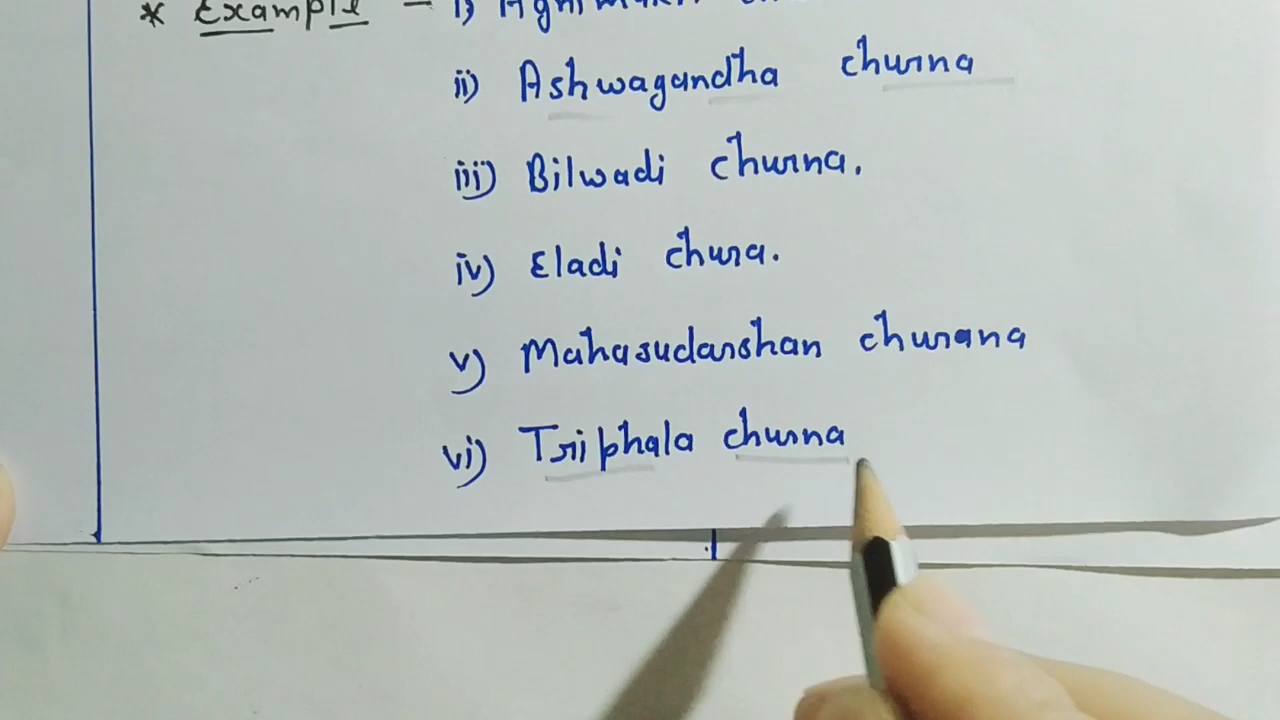 * Example - i)
ii) Ashwagandha churna
iii) Bilwadi churna.
iv) Eladi chura.
v) Mahasudarshan churana
vi) Triphala churna